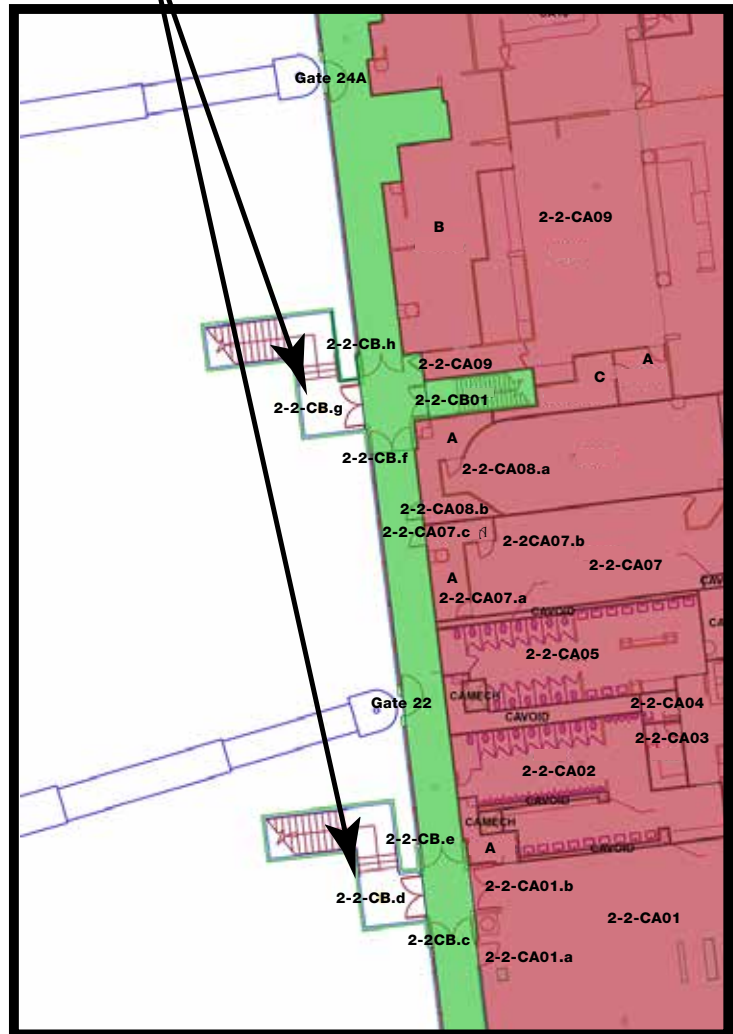 Gate 24A
B
2-2-CA09
2-2-CB.h
2-2-CA09
A
C
2-2-CB01
2-2-CB.g
A
2-2-CB.f
2-2-CA08.a
2-2-CA08.b
2-2-CA07.c
2-2CA07.b
2-2-CA07
A
2-2-CA07.a
CAVOID
2-2-CA05
CAMECH
2-2-CA04
Gate 22
CAVOID
2-2-CA03
2-2-CA02
CAVOID
CAMECH
2-2-CB.e
A
CAVOID
2-2-CA01.b
2-2-CB.d
2-2-CA01
2-2CB.c
2-2-CA01.a